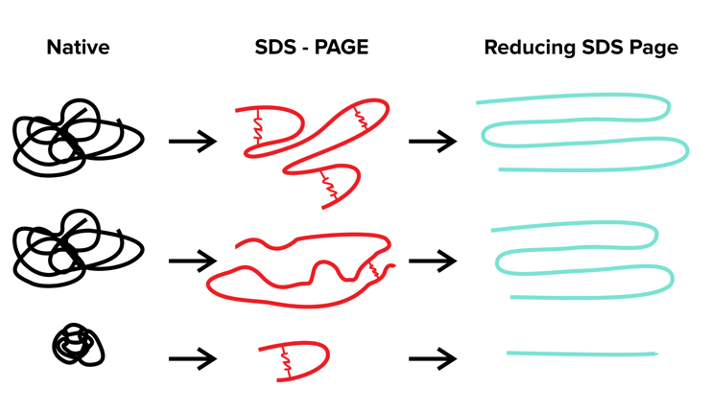 Native
SDS - PAGE
Reducing SDS Page